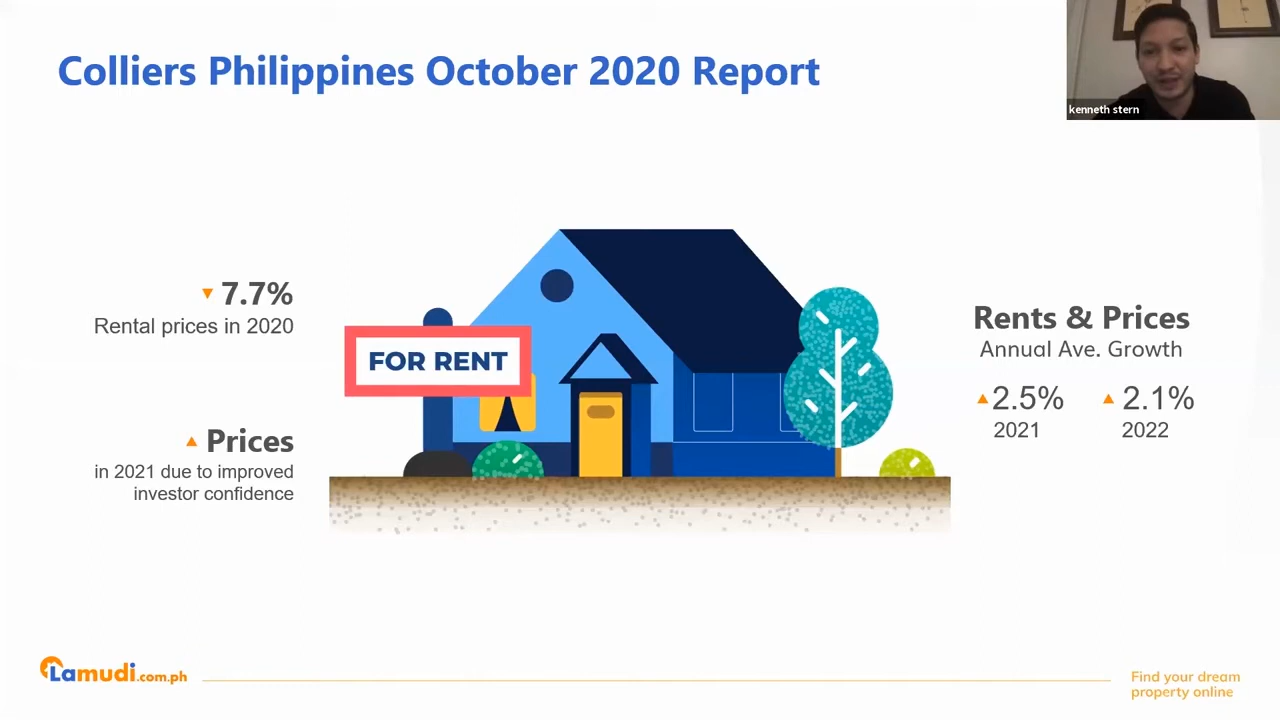 Colliers Philippines October 2020 Report
kenneth stern
7.7%
Rental prices in 2020
Prices
in 2021 due to improved
investor confidence
FOR RENT
Rents & Prices
Annual Ave. Growth
2.5% 2.1%
2021 2022
Lamudi.com.ph
Find your dream
property online